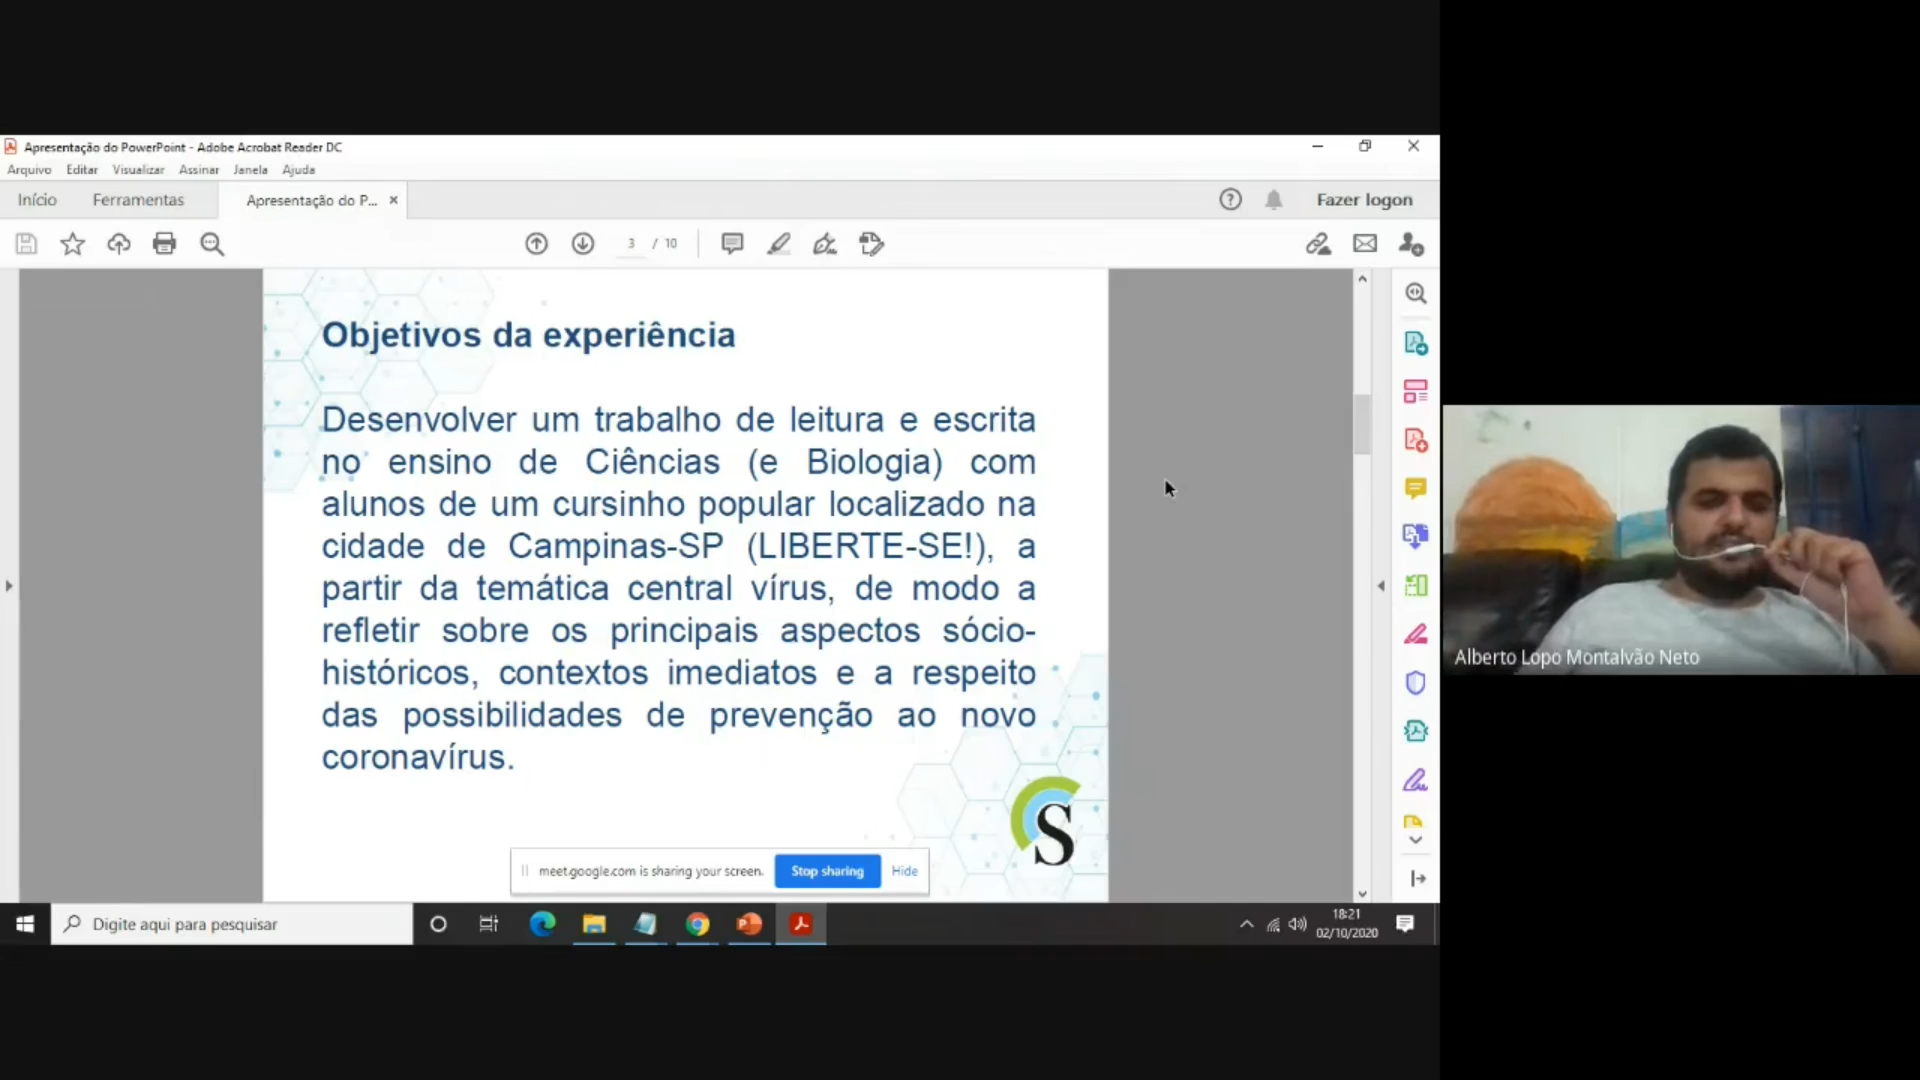 Apresentação do PowerPoint - Adobe Acrobat Reader DC
Arquivo Editar Visualizar Assinar Janela Ajuda
Início Ferramentas Apresentação do P... × Fazer logon
3 / 10
Objetivos da experiência
Desenvolver um trabalho de leitura e escrita
no ensino de Ciências (e Biologia) com
alunos de um cursinho popular localizado na
cidade de Campinas-SP (LIBERTE-SE!), a
partir da temática central vírus, de modo a
refletir sobre os principais aspectos sócio-
históricos, contextos imediatos e a respeito
das possibilidades de prevenção ao novo
coronavírus.
S
meet.google.com is sharing your screen. Stop sharing Hide
Alberto Lopo Montalvão Neto
Digite aqui para pesquisar
18:21
02/10/2020